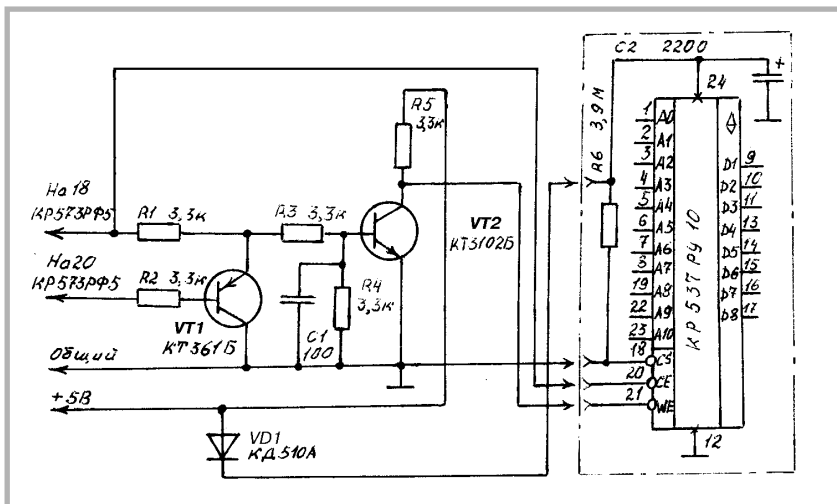 C2 2200
+
24
R6 3,9М
R5
3,3к
На 18
КР573РФ5
R1 3,3к
R3 3,3к
VT2
КТ3102Б
На 20
КР573РФ5
R2 3,3к
VT1
КТ361Б
C1
100
R4
3,3к
Общий
+5В
VD1
КД510А
1 A0
2 A1
3 A2
4 A3
5 A4
6 A5
7 A6
3 A7
19 A8
22 A9
23 A10
18 CS
20 CE
21 WE
КР537РУ10
D1 9
D2 10
D3 11
D4 13
D5 14
D6 15
D7 16
D8 17
12